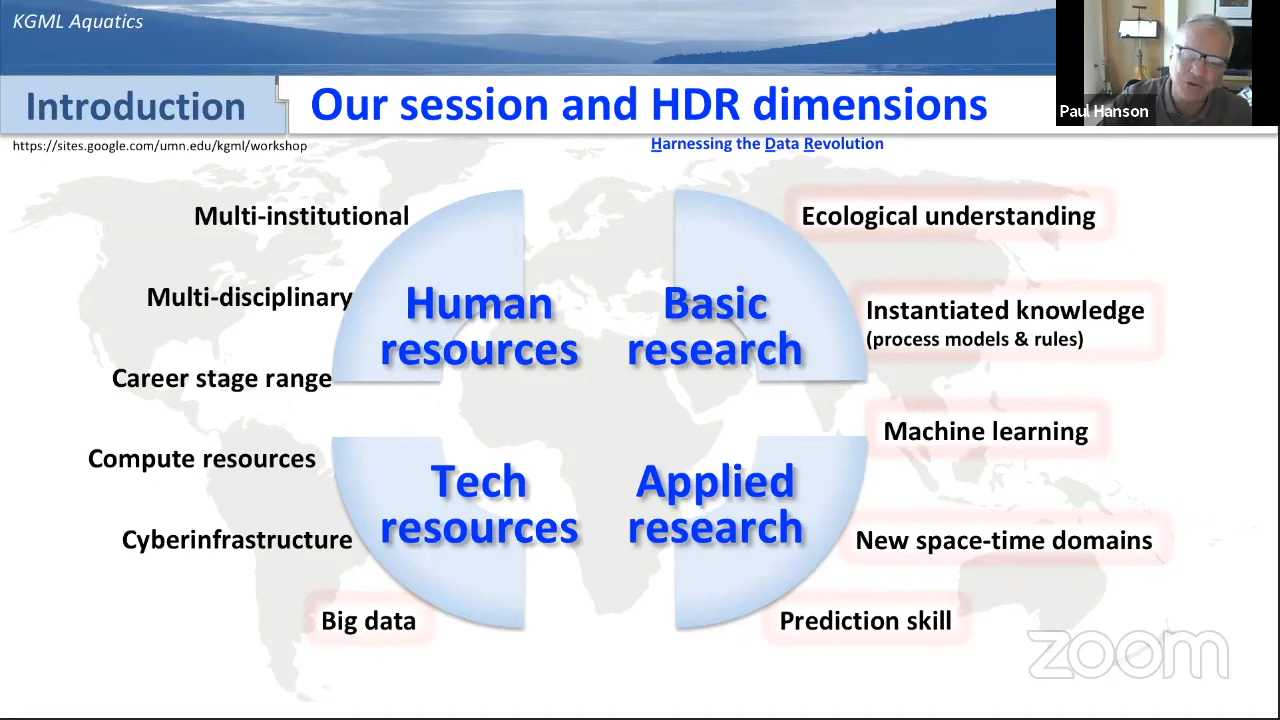 KGML Aquatics
Paul Hanson
Introduction
Our session and HDR dimensions
https://sites.google.com/umn.edu/kgml/workshop
Harnessing the Data Revolution
Multi-institutional
Multi-disciplinary
Career stage range
Compute resources
Cyberinfrastructure
Big data
Human
resources
Basic
research
Tech
resources
Applied
research
Ecological understanding
Instantiated knowledge
(process models & rules)
Machine learning
New space-time domains
Prediction skill
zoom